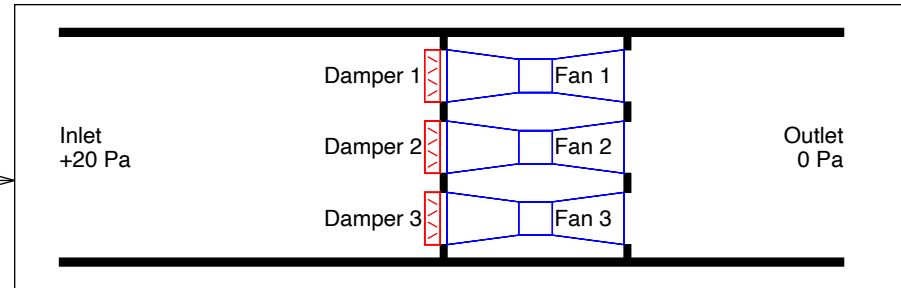 Damper 1
Fan 1
Inlet
+20 Pa
Damper 2
Fan 2
Outlet
0 Pa
Damper 3
Fan 3